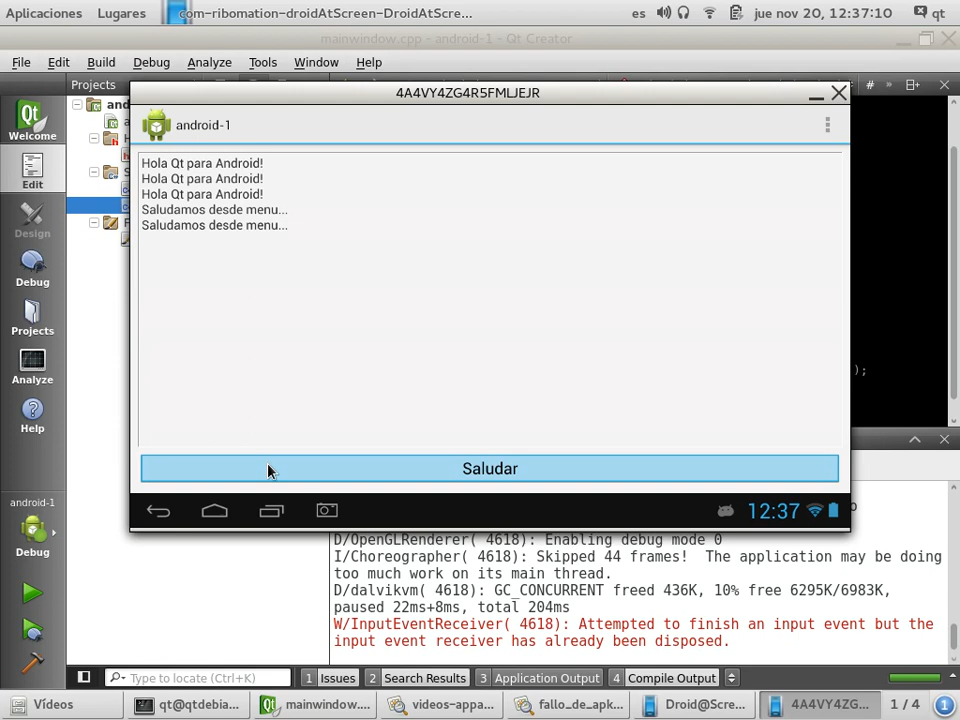 Aplicaciones Lugares com-ribomation-droidAtScreen-DroidAtScre... es jue nov 20, 12:37:10 qt
mainwindow.cpp - android-1 - Qt Creator
File Edit Build Debug Analyze Tools Window Help
Projects # »
4A4VY4ZG4R5FMLJEJR
android-1
Welcome
Edit
Design
Debug
Projects
Analyze
Help
android-1
Debug
Hola Qt para Android!
Hola Qt para Android!
Hola Qt para Android!
Saludamos desde menu...
Saludamos desde menu...
);
Saludar
12:37
D/OpenGLRenderer( 4618): Enabling debug mode 0
I/Choreographer( 4618): Skipped 44 frames!  The application may be doing
too much work on its main thread.
D/dalvikvm( 4618): GC_CONCURRENT freed 436K, 10% free 6295K/6983K,
paused 22ms+8ms, total 204ms
W/InputEventReceiver( 4618): Attempted to finish an input event but the
input event receiver has already been disposed.
Type to locate (Ctrl+K) 1 Issues 2 Search Results 3 Application Output 4 Compile Output
Vídeos qt@qtdebia... mainwindow.... videos-appa... fallo_de_apk... Droid@Scre... 4A4VY4ZG... 1 / 4 1